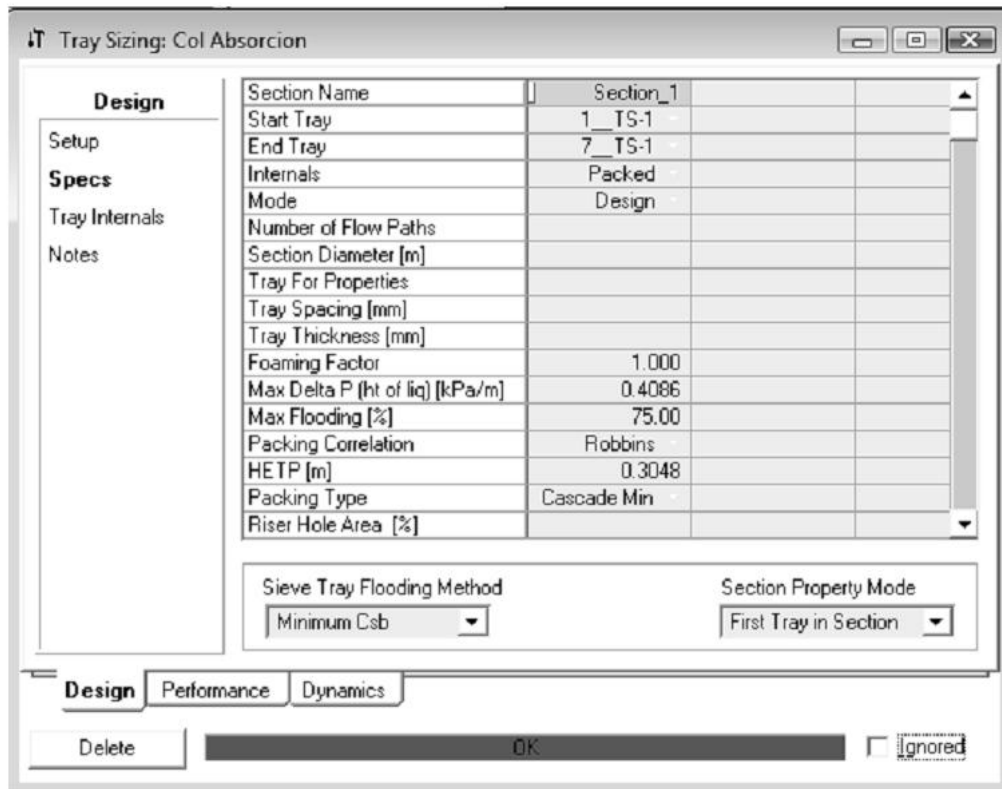 Tray Sizing: Col Absorcion
Design
Setup
Specs
Tray Internals
Notes
Section Name Section_1
Start Tray 1__TS-1
End Tray 7__TS-1
Internals Packed
Mode Design
Number of Flow Paths
Section Diameter [m]
Tray For Properties
Tray Spacing [mm]
Tray Thickness [mm]
Foaming Factor 1.000
Max Delta P (ht of liq) [kPa/m] 0.4086
Max Flooding [%] 75.00
Packing Correlation Robbins
HETP [m] 0.3048
Packing Type Cascade Min
Riser Hole Area [%]
Sieve Tray Flooding Method Section Property Mode
Minimum Csb First Tray in Section
Design Performance Dynamics
Delete OK Ignored